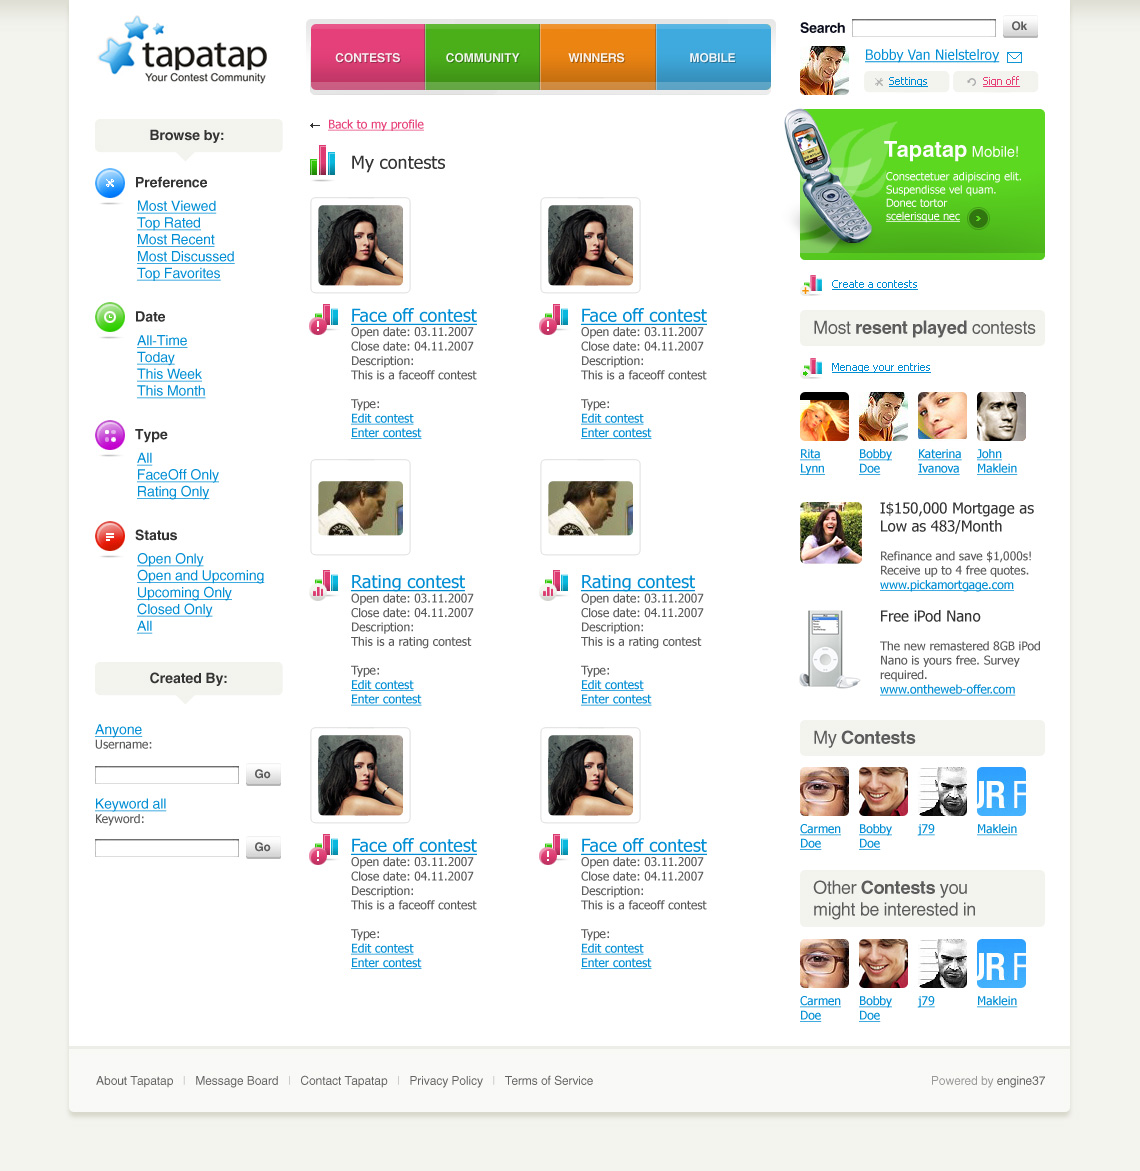 tapatap
Your Contest Community
CONTESTS
COMMUNITY
WINNERS
MOBILE
Search
Ok
Bobby Van Nielstelroy
Settings
Sign off
Browse by:
Preference
Most Viewed
Top Rated
Most Recent
Most Discussed
Top Favorites
Date
All-Time
Today
This Week
This Month
Type
All
FaceOff Only
Rating Only
Status
Open Only
Open and Upcoming
Upcoming Only
Closed Only
All
Created By:
Anyone
Username:
Go
Keyword all
Keyword:
Go
Back to my profile
My contests
Face off contest
Open date: 03.11.2007
Close date: 04.11.2007
Description:
This is a faceoff contest
Type:
Edit contest
Enter contest
Face off contest
Open date: 03.11.2007
Close date: 04.11.2007
Description:
This is a faceoff contest
Type:
Edit contest
Enter contest
Rating contest
Open date: 03.11.2007
Close date: 04.11.2007
Description:
This is a rating contest
Type:
Edit contest
Enter contest
Rating contest
Open date: 03.11.2007
Close date: 04.11.2007
Description:
This is a rating contest
Type:
Edit contest
Enter contest
Face off contest
Open date: 03.11.2007
Close date: 04.11.2007
Description:
This is a faceoff contest
Type:
Edit contest
Enter contest
Face off contest
Open date: 03.11.2007
Close date: 04.11.2007
Description:
This is a faceoff contest
Type:
Edit contest
Enter contest
Tapatap Mobile!
Consectetuer adipiscing elit.
Suspendisse vel quam.
Donec tortor
scelerisque nec
Create a contests
Most resent played contests
Menage your entries
Rita
Lynn
Bobby
Doe
Katerina
Ivanova
John
Maklein
I$150,000 Mortgage as
Low as 483/Month
Refinance and save $1,000s!
Receive up to 4 free quotes.
www.pickamortgage.com
Free iPod Nano
The new remastered 8GB iPod
Nano is yours free. Survey
required.
www.ontheweb-offer.com
My Contests
JR F
Carmen
Doe
Bobby
Doe
j79
Maklein
Other Contests you
might be interested in
JR F
Carmen
Doe
Bobby
Doe
j79
Maklein
About Tapatap
Message Board
Contact Tapatap
Privacy Policy
Terms of Service
Powered by engine37